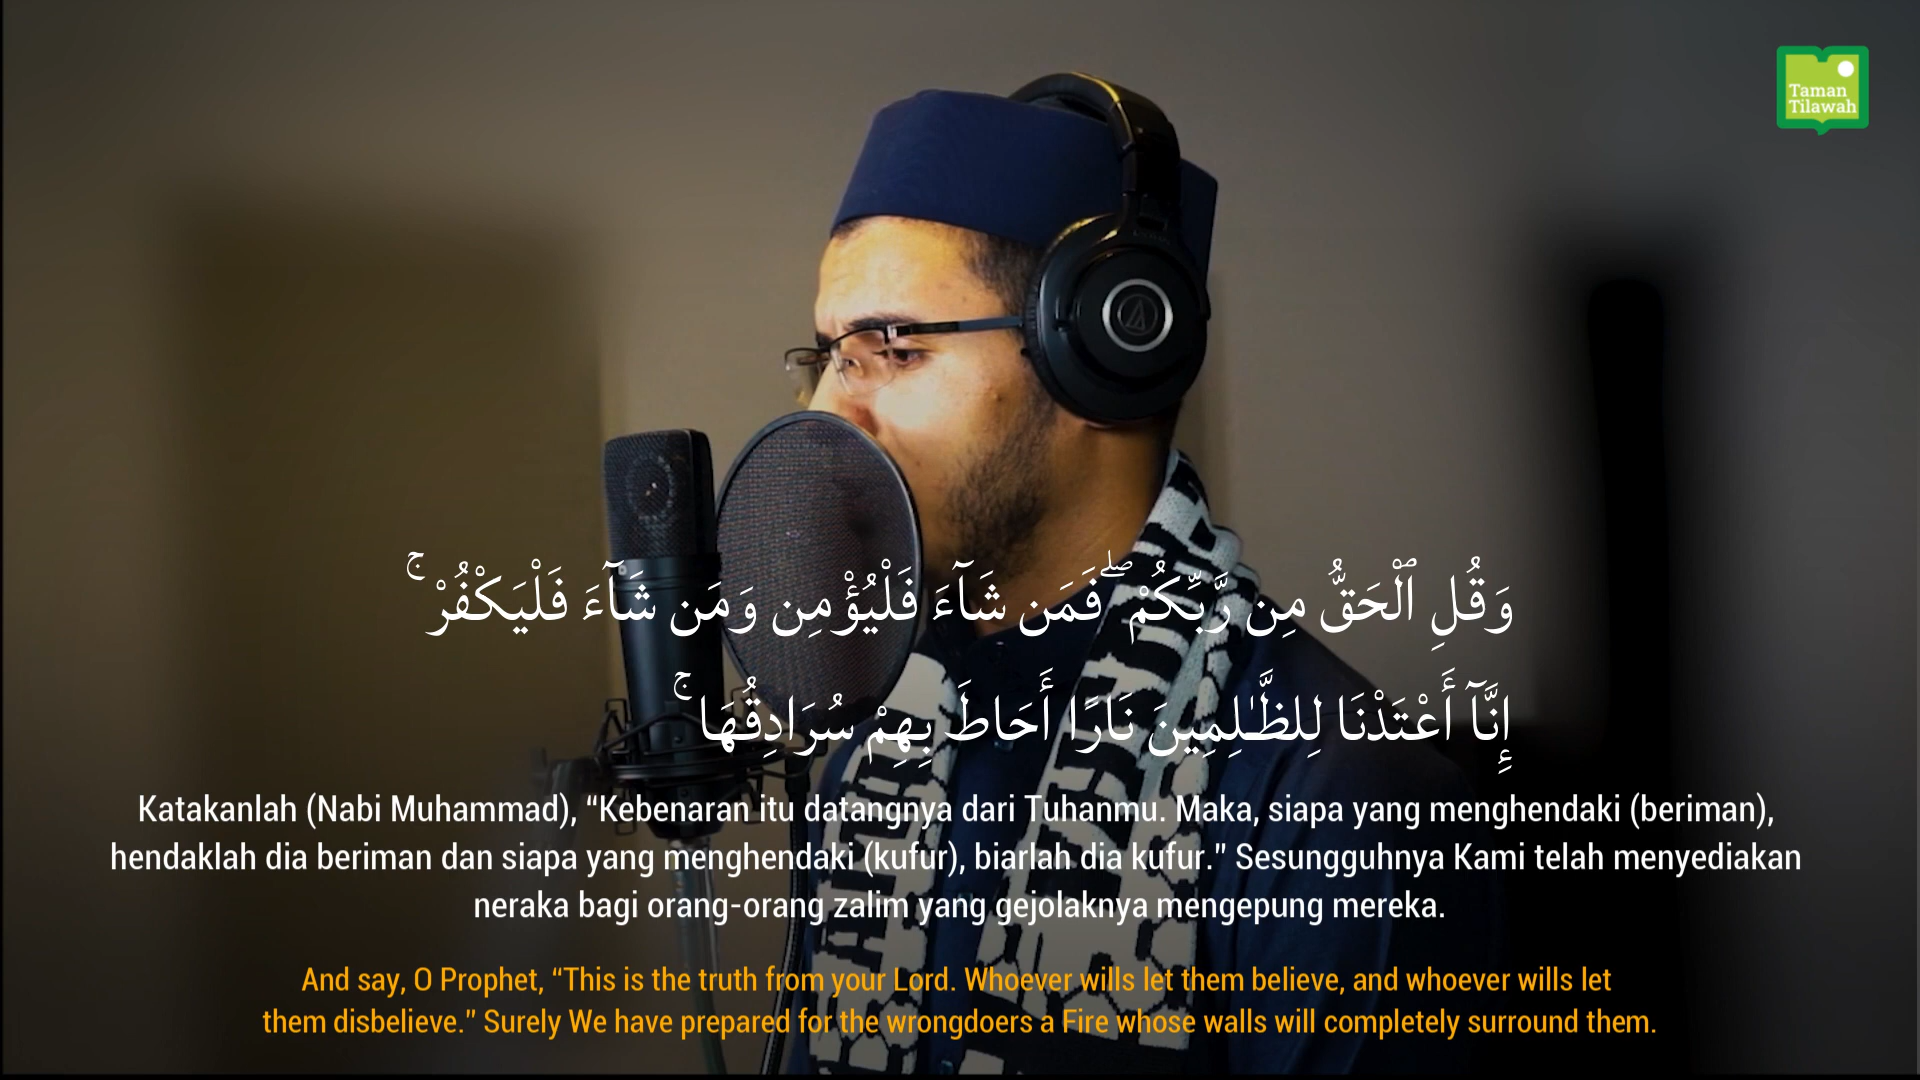 Taman
Tilawah
وَقُلِ ٱلْحَقُّ مِن رَّبِّكُمْ ۖ فَمَن شَآءَ فَلْيُؤْمِن وَمَن شَآءَ فَلْيَكْفُرْ ۚ
إِنَّآ أَعْتَدْنَا لِلظَّـٰلِمِينَ نَارًا أَحَاطَ بِهِمْ سُرَادِقُهَا ۚ
Katakanlah (Nabi Muhammad), “Kebenaran itu datangnya dari Tuhanmu. Maka, siapa yang menghendaki (beriman),
hendaklah dia beriman dan siapa yang menghendaki (kufur), biarlah dia kufur.” Sesungguhnya Kami telah menyediakan
neraka bagi orang-orang zalim yang gejolaknya mengepung mereka.
And say, O Prophet, “This is the truth from your Lord. Whoever wills let them believe, and whoever wills let
them disbelieve.” Surely We have prepared for the wrongdoers a Fire whose walls will completely surround them.